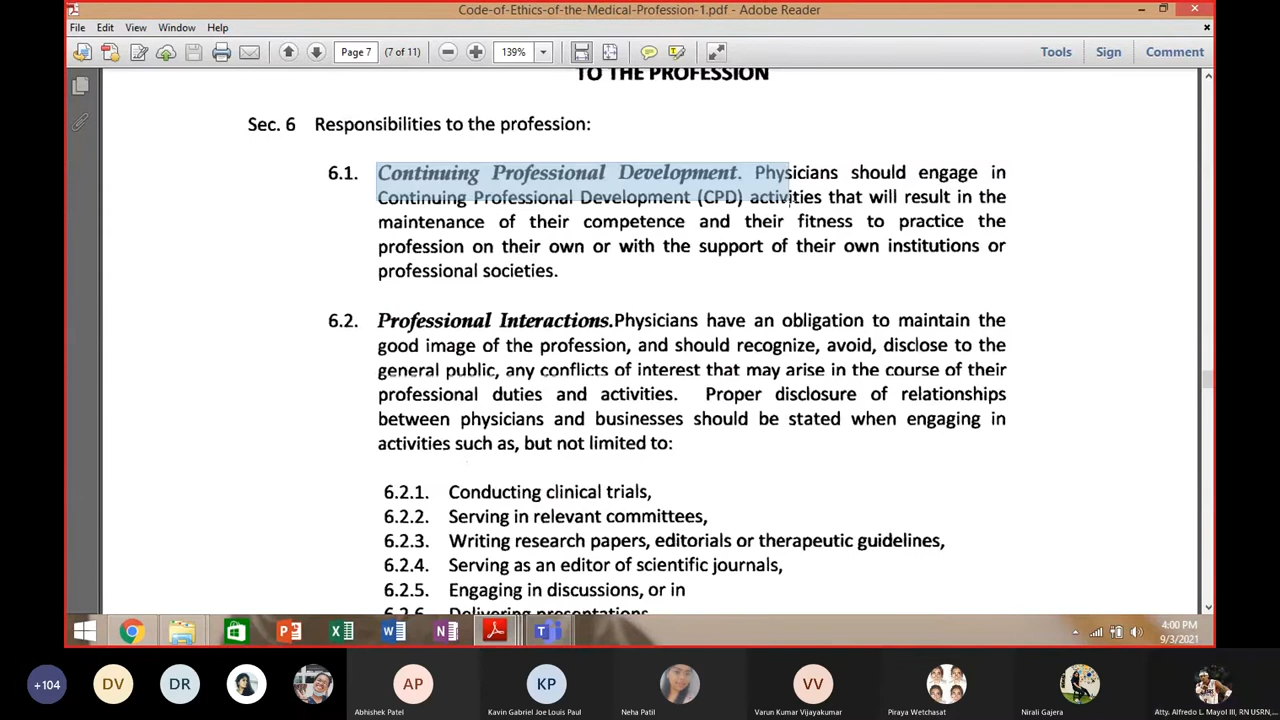 Code-of-Ethics-of-the-Medical-Profession-1.pdf - Adobe Reader
File Edit View Window Help
Page 7 (7 of 11) 139% Tools Sign Comment
TO THE PROFESSION
Sec. 6 Responsibilities to the profession:
6.1. Continuing Professional Development. Physicians should engage in
Continuing Professional Development (CPD) activities that will result in the
maintenance of their competence and their fitness to practice the
profession on their own or with the support of their own institutions or
professional societies.
6.2. Professional Interactions.Physicians have an obligation to maintain the
good image of the profession, and should recognize, avoid, disclose to the
general public, any conflicts of interest that may arise in the course of their
professional duties and activities. Proper disclosure of relationships
between physicians and businesses should be stated when engaging in
activities such as, but not limited to:
6.2.1. Conducting clinical trials,
6.2.2. Serving in relevant committees,
6.2.3. Writing research papers, editorials or therapeutic guidelines,
6.2.4. Serving as an editor of scientific journals,
6.2.5. Engaging in discussions, or in
6.2.6. Delivering presentations
4:00 PM
9/3/2021
+104 DV DR AP KP VV
Abhishek Patel Kavin Gabriel Joe Louis Paul Neha Patil Varun Kumar Vijayakumar Piraya Wetchasat Nirali Gajera Atty. Alfredo L. Mayol III, RN USRN,